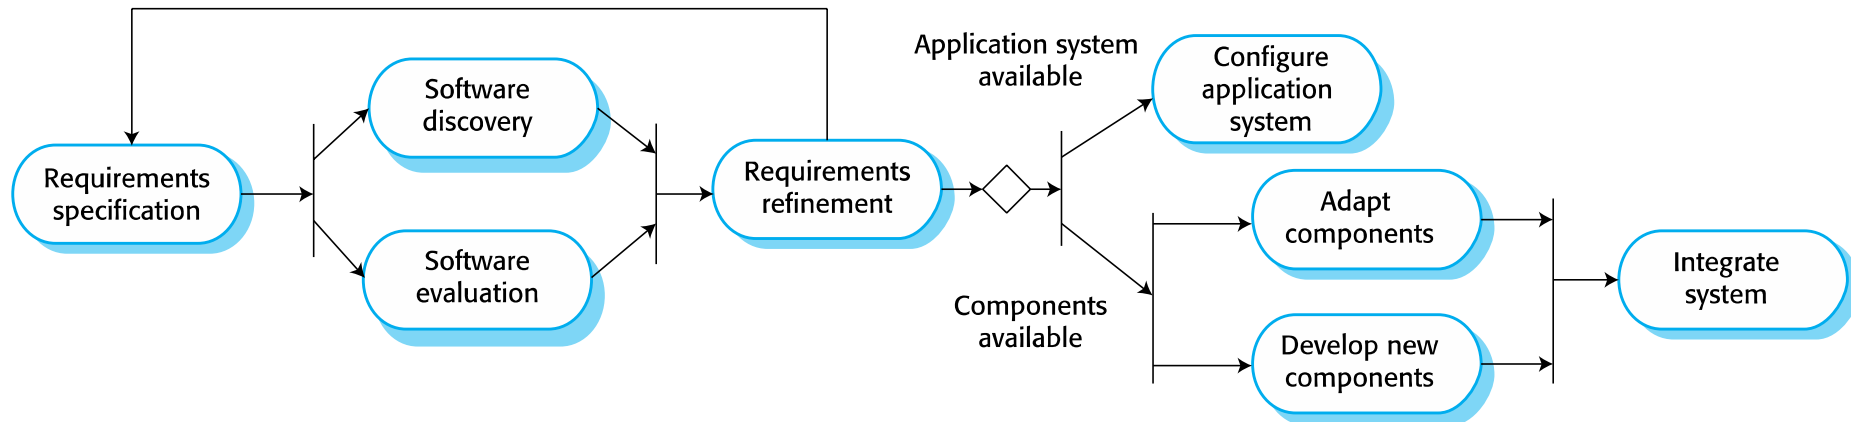 Requirements
specification
Software
discovery
Software
evaluation
Requirements
refinement
Application system
available
Components
available
Configure
application
system
Adapt
components
Develop new
components
Integrate
system